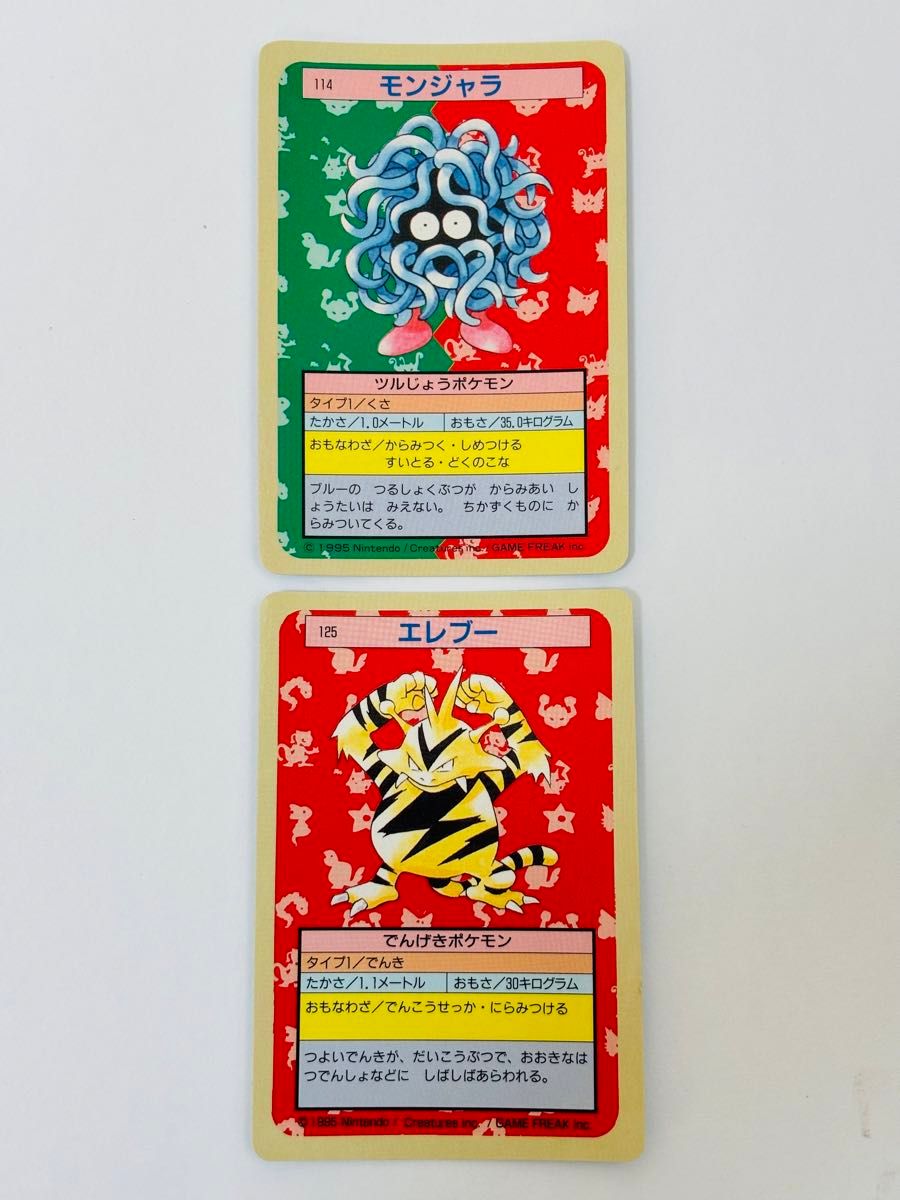 114 モンジャラ
ツルじょうポケモン
タイプ1/くさ
たかさ/1.0メートル おもさ/35.0キログラム
おもなわざ/からみつく・しめつける
すいとる・どくのこな
ブルーの つるしょくぶつが からみあい し
ょうたいは みえない。 ちかずくものに か
らみついてくる。
© 1995 Nintendo / Creatures inc. / GAME FREAK inc.
125 エレブー
でんげきポケモン
タイプ1/でんき
たかさ/1.1メートル おもさ/30キログラム
おもなわざ/でんこうせっか・にらみつける
つよいでんきが、だいこうぶつで、おおきなは
つでんしょなどに しばしばあらわれる。
© 1995 Nintendo / Creatures inc. / GAME FREAK inc.